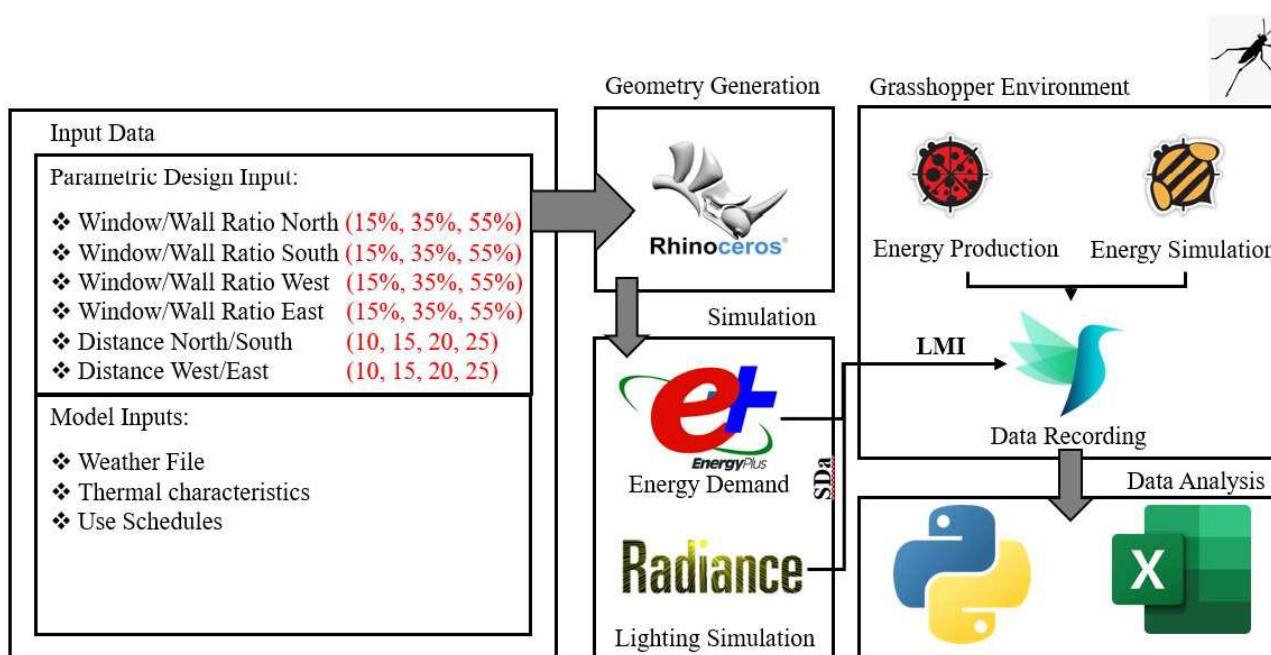 Input Data
Parametric Design Input:
❖ Window/Wall Ratio North (15%, 35%, 55%)
❖ Window/Wall Ratio South (15%, 35%, 55%)
❖ Window/Wall Ratio West (15%, 35%, 55%)
❖ Window/Wall Ratio East (15%, 35%, 55%)
❖ Distance North/South (10, 15, 20, 25)
❖ Distance West/East (10, 15, 20, 25)
Model Inputs:
❖ Weather File
❖ Thermal characteristics
❖ Use Schedules
Geometry Generation
Rhinoceros®
Simulation
e+
EnergyPlus
Energy Demand
SDa
Radiance
Lighting Simulation
Grasshopper Environment
Energy Production
Energy Simulation
LMI
Data Recording
Data Analysis
X